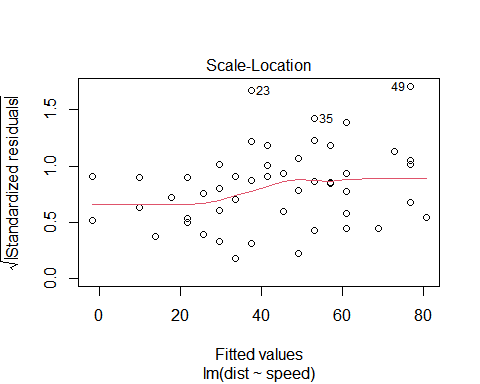 Scale-Location
√|Standardized residuals|
1.5
1.0
0.5
0.0
23
49
35
0 20 40 60 80
Fitted values
lm(dist ~ speed)